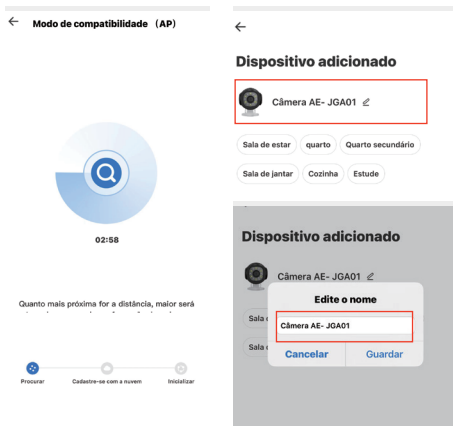 Modo de compatibilidade （AP）
02:58
Quanto mais próxima for a distância, maior será
Procurar
Cadastre-se com a nuvem
Inicializar
Dispositivo adicionado
Câmera AE- JGA01
Sala de estar
quarto
Quarto secundário
Sala de jantar
Cozinha
Estude
Dispositivo adicionado
Câmera AE- JGA01
Edite o nome
Sala
Câmera AE- JGA01
Sala
Cancelar
Guardar